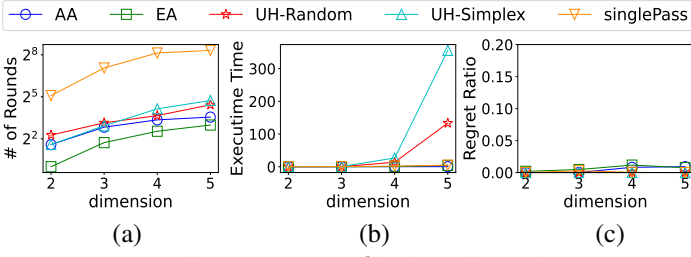 AA EA UH-Random UH-Simplex singlePass
# of Rounds
2^8
2^5
2^2
2 3 4 5
dimension
(a)
Executime Time
300
200
100
0
2 3 4 5
dimension
(b)
Regret Ratio
0.20
0.15
0.10
0.05
0.00
2 3 4 5
dimension
(c)